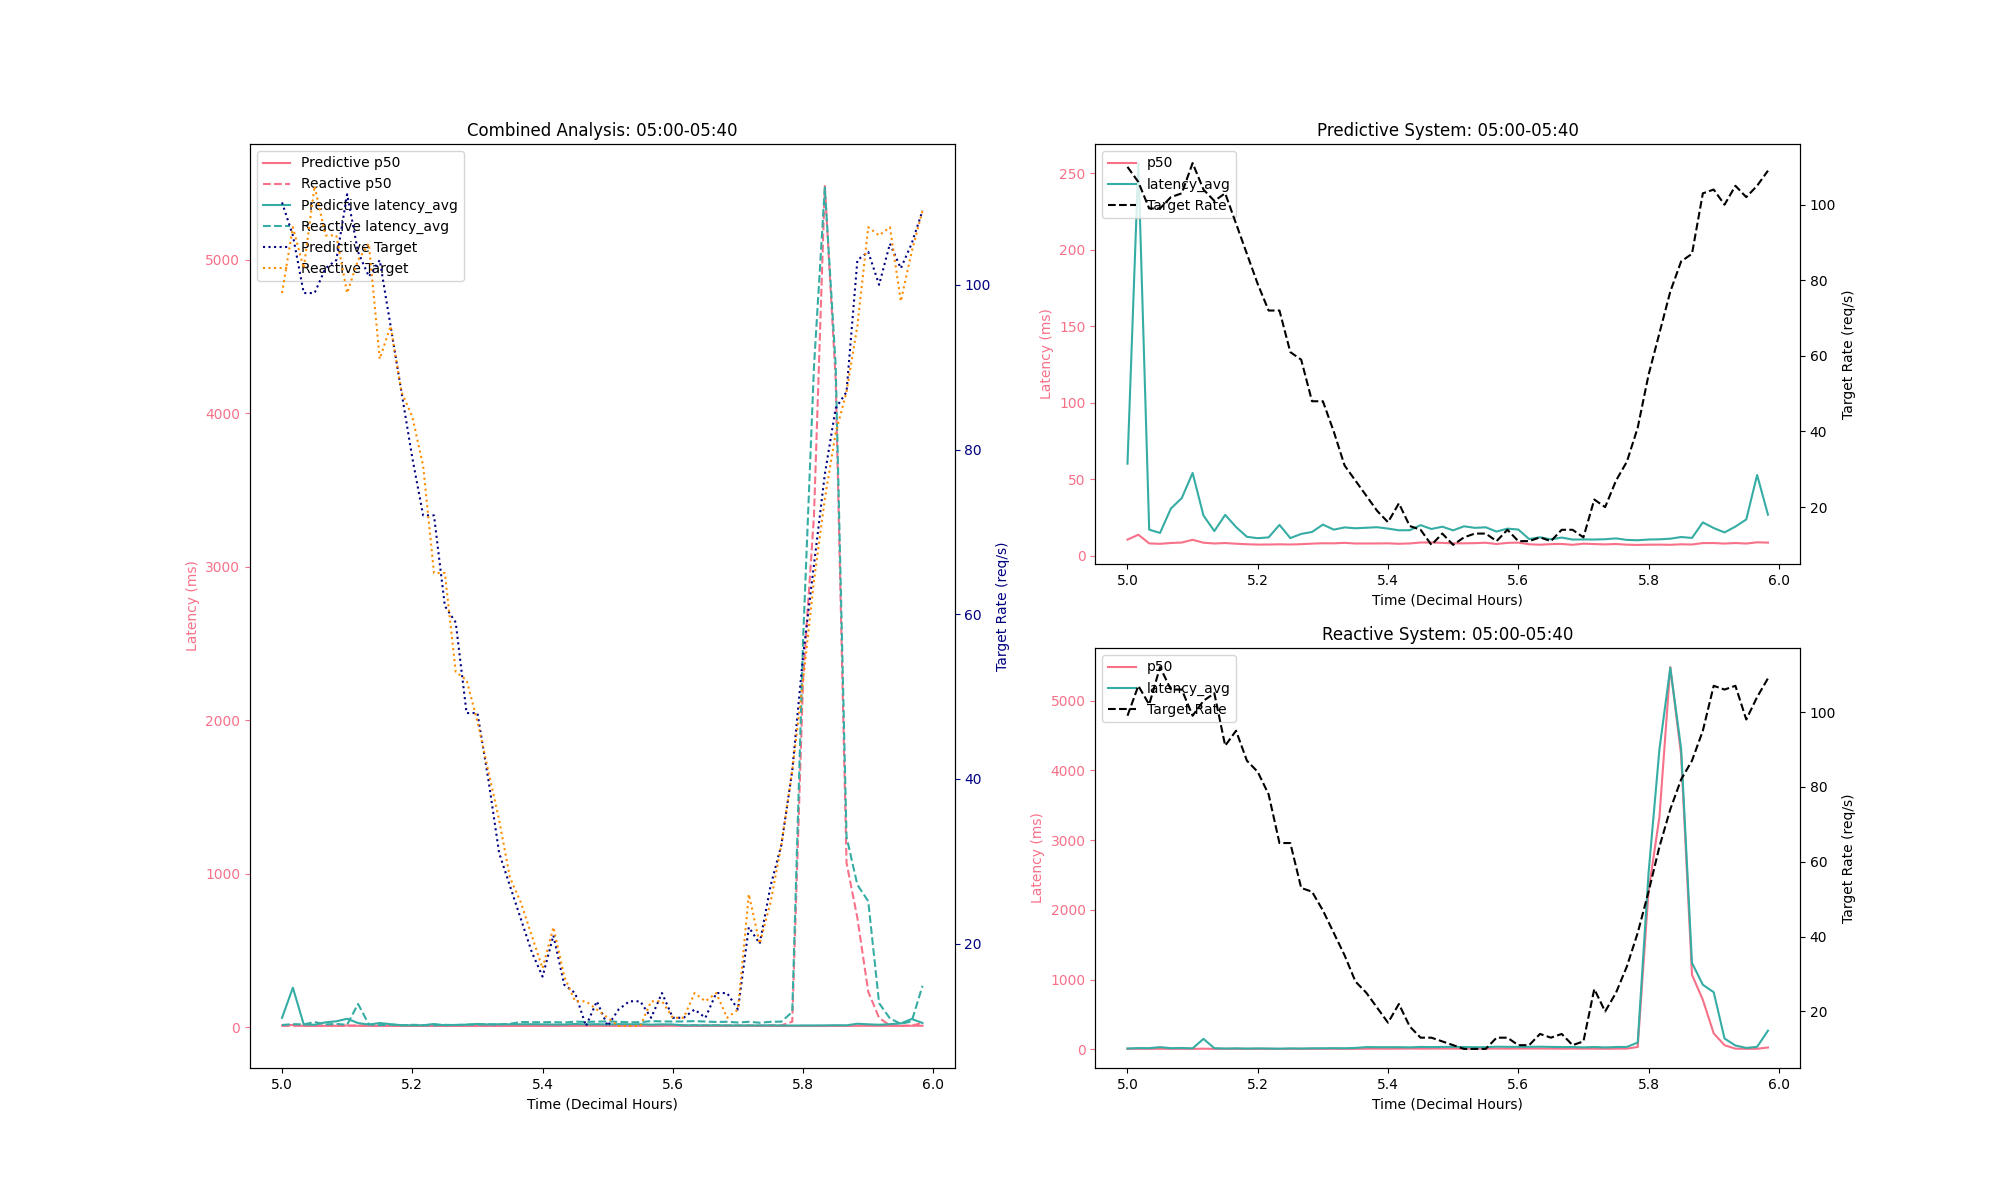 Combined Analysis: 05:00-05:40
Predictive p50
Reactive p50
Predictive latency_avg
Reactive latency_avg
Predictive Target
Reactive Target
Latency (ms)
5000
4000
3000
2000
1000
0
100
80
60
40
20
Target Rate (req/s)
5.0 5.2 5.4 5.6 5.8 6.0
Time (Decimal Hours)
Predictive System: 05:00-05:40
p50
latency_avg
Target Rate
Latency (ms)
250
200
150
100
50
0
100
80
60
40
20
Target Rate (req/s)
5.0 5.2 5.4 5.6 5.8 6.0
Time (Decimal Hours)
Reactive System: 05:00-05:40
p50
latency_avg
Target Rate
Latency (ms)
5000
4000
3000
2000
1000
0
100
80
60
40
20
Target Rate (req/s)
5.0 5.2 5.4 5.6 5.8 6.0
Time (Decimal Hours)